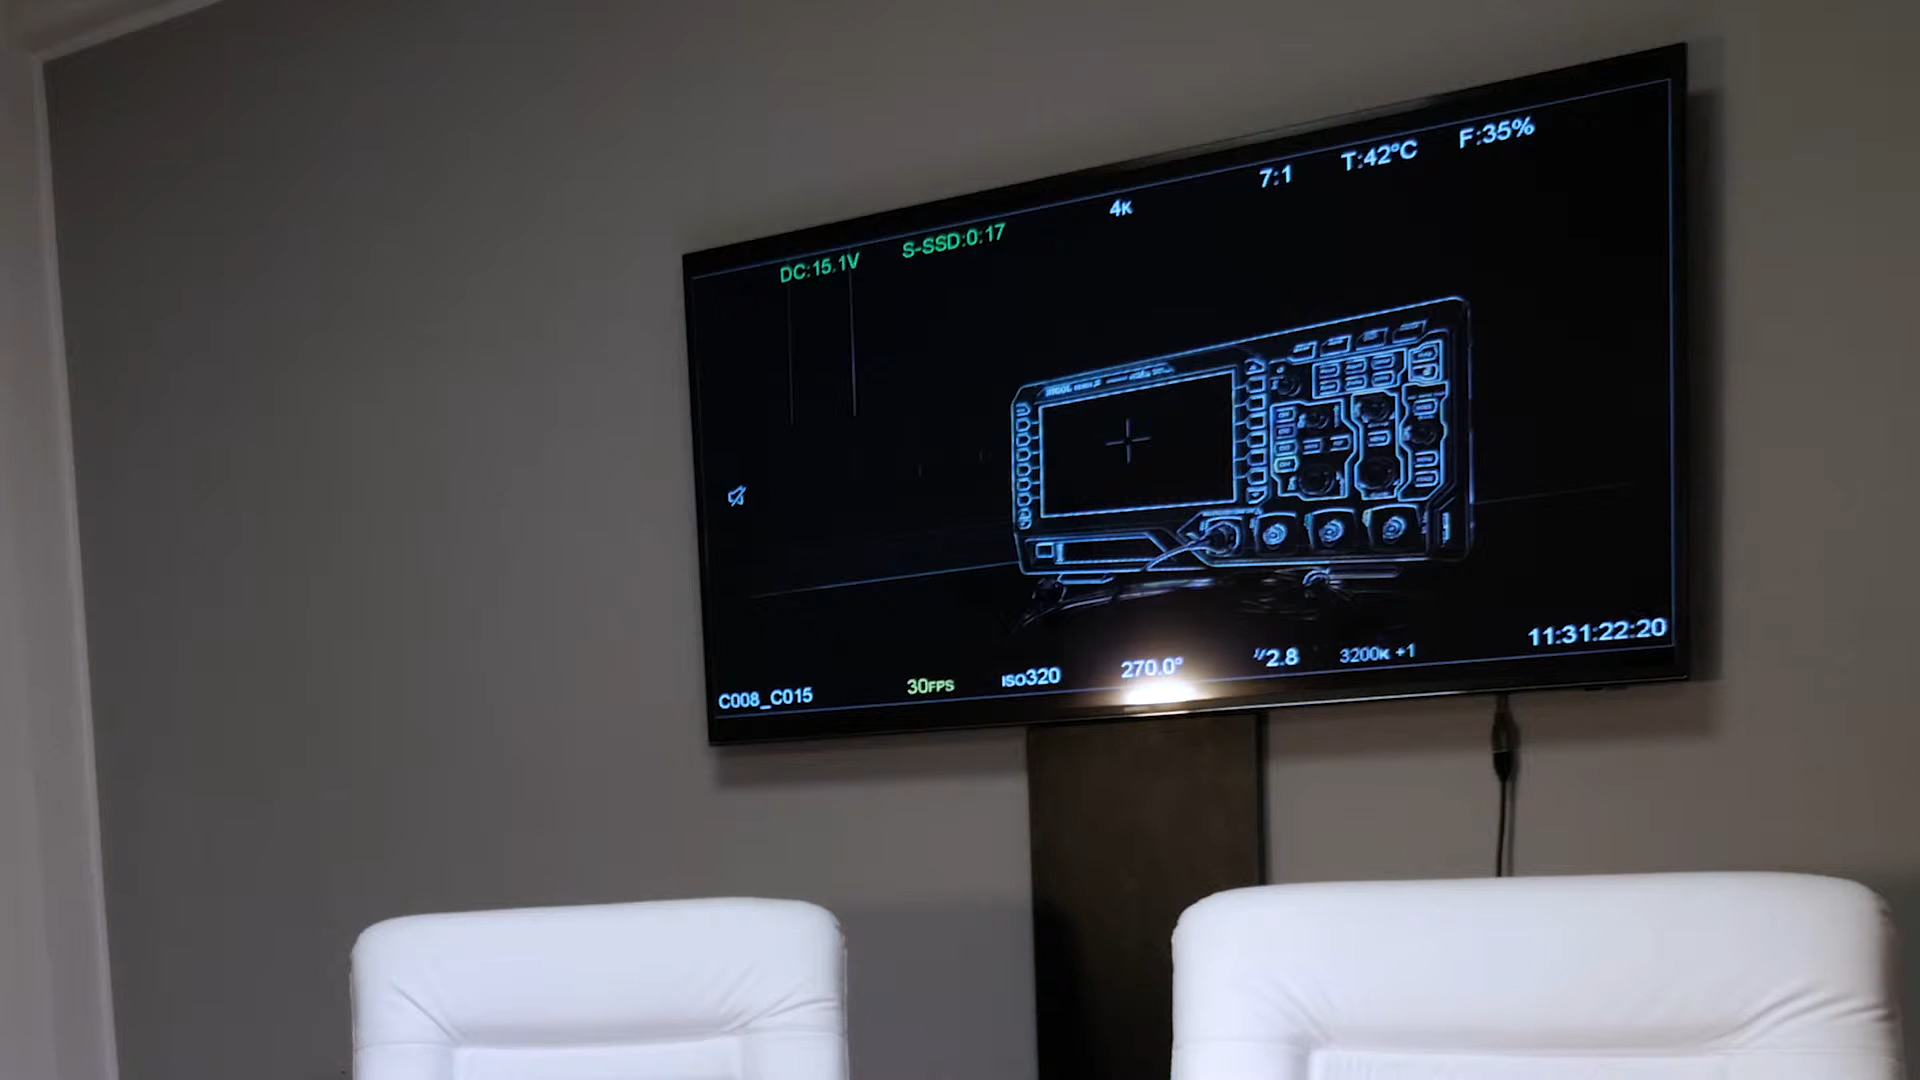 DC:15.1V S-SSD:0:17 4K 7:1 T:42°C F:35%
RIGOL
C008_C015 30FPS ISO320 270.0° f/2.8 3200K +1 11:31:22:20